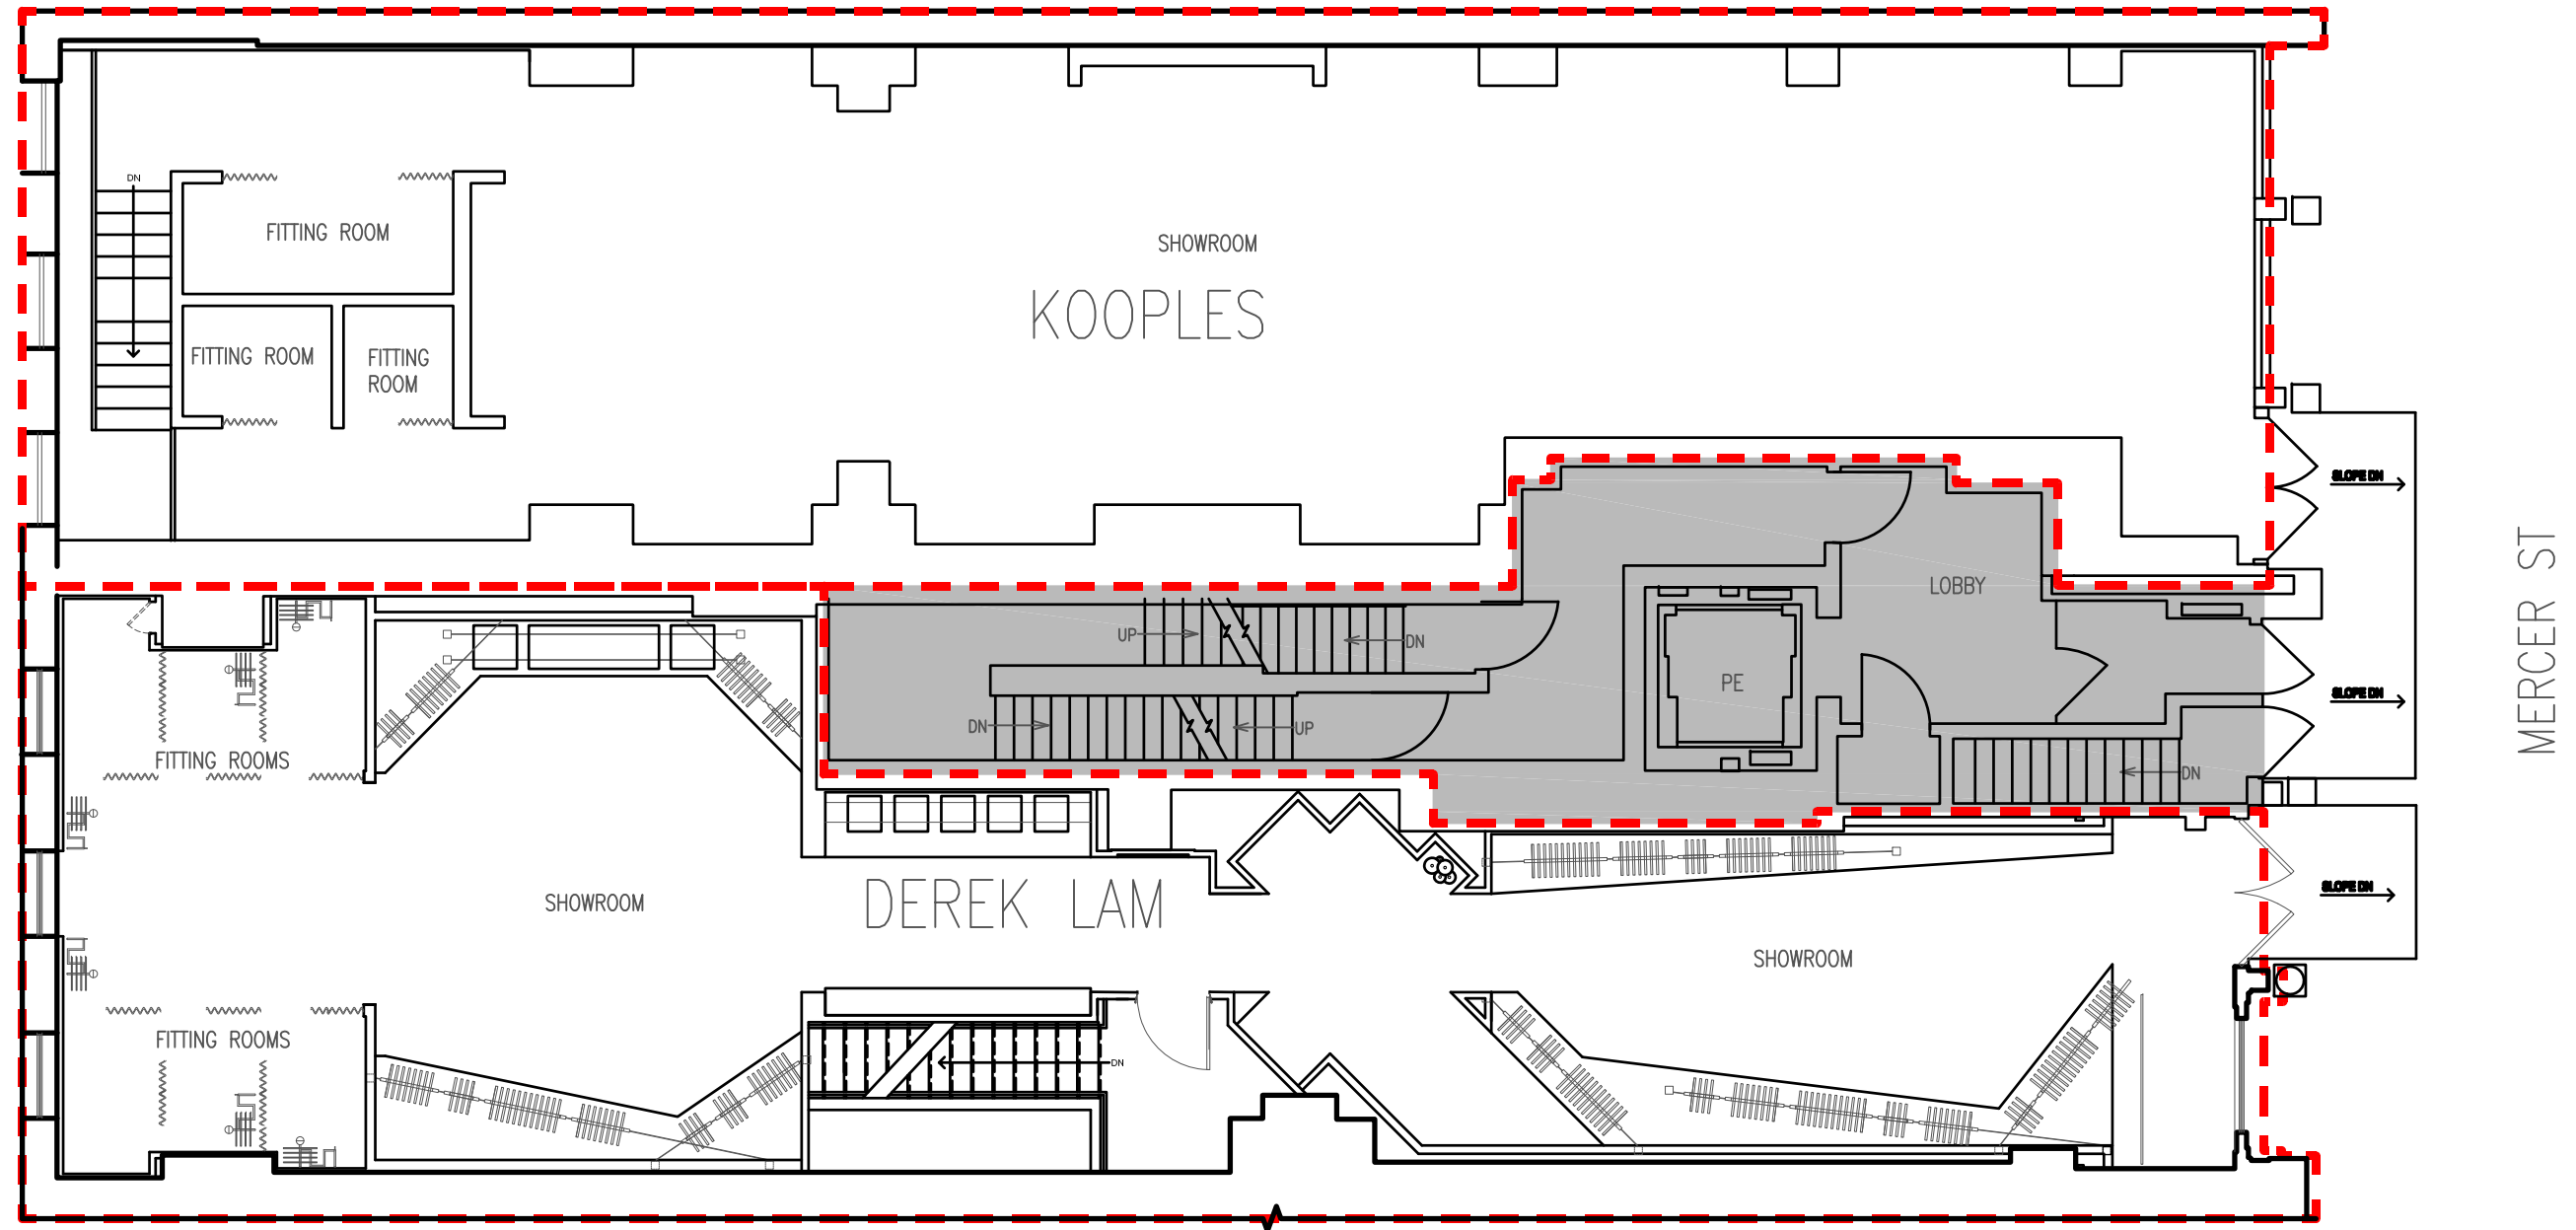 DN
FITTING ROOM
SHOWROOM
KOOPLES
FITTING ROOM
FITTING
ROOM
SLOPE DN
MERCER ST
LOBBY
UP
DN
PE
SLOPE DN
DN
UP
DN
FITTING ROOMS
SHOWROOM
DEREK LAM
SLOPE DN
SHOWROOM
FITTING ROOMS
DN